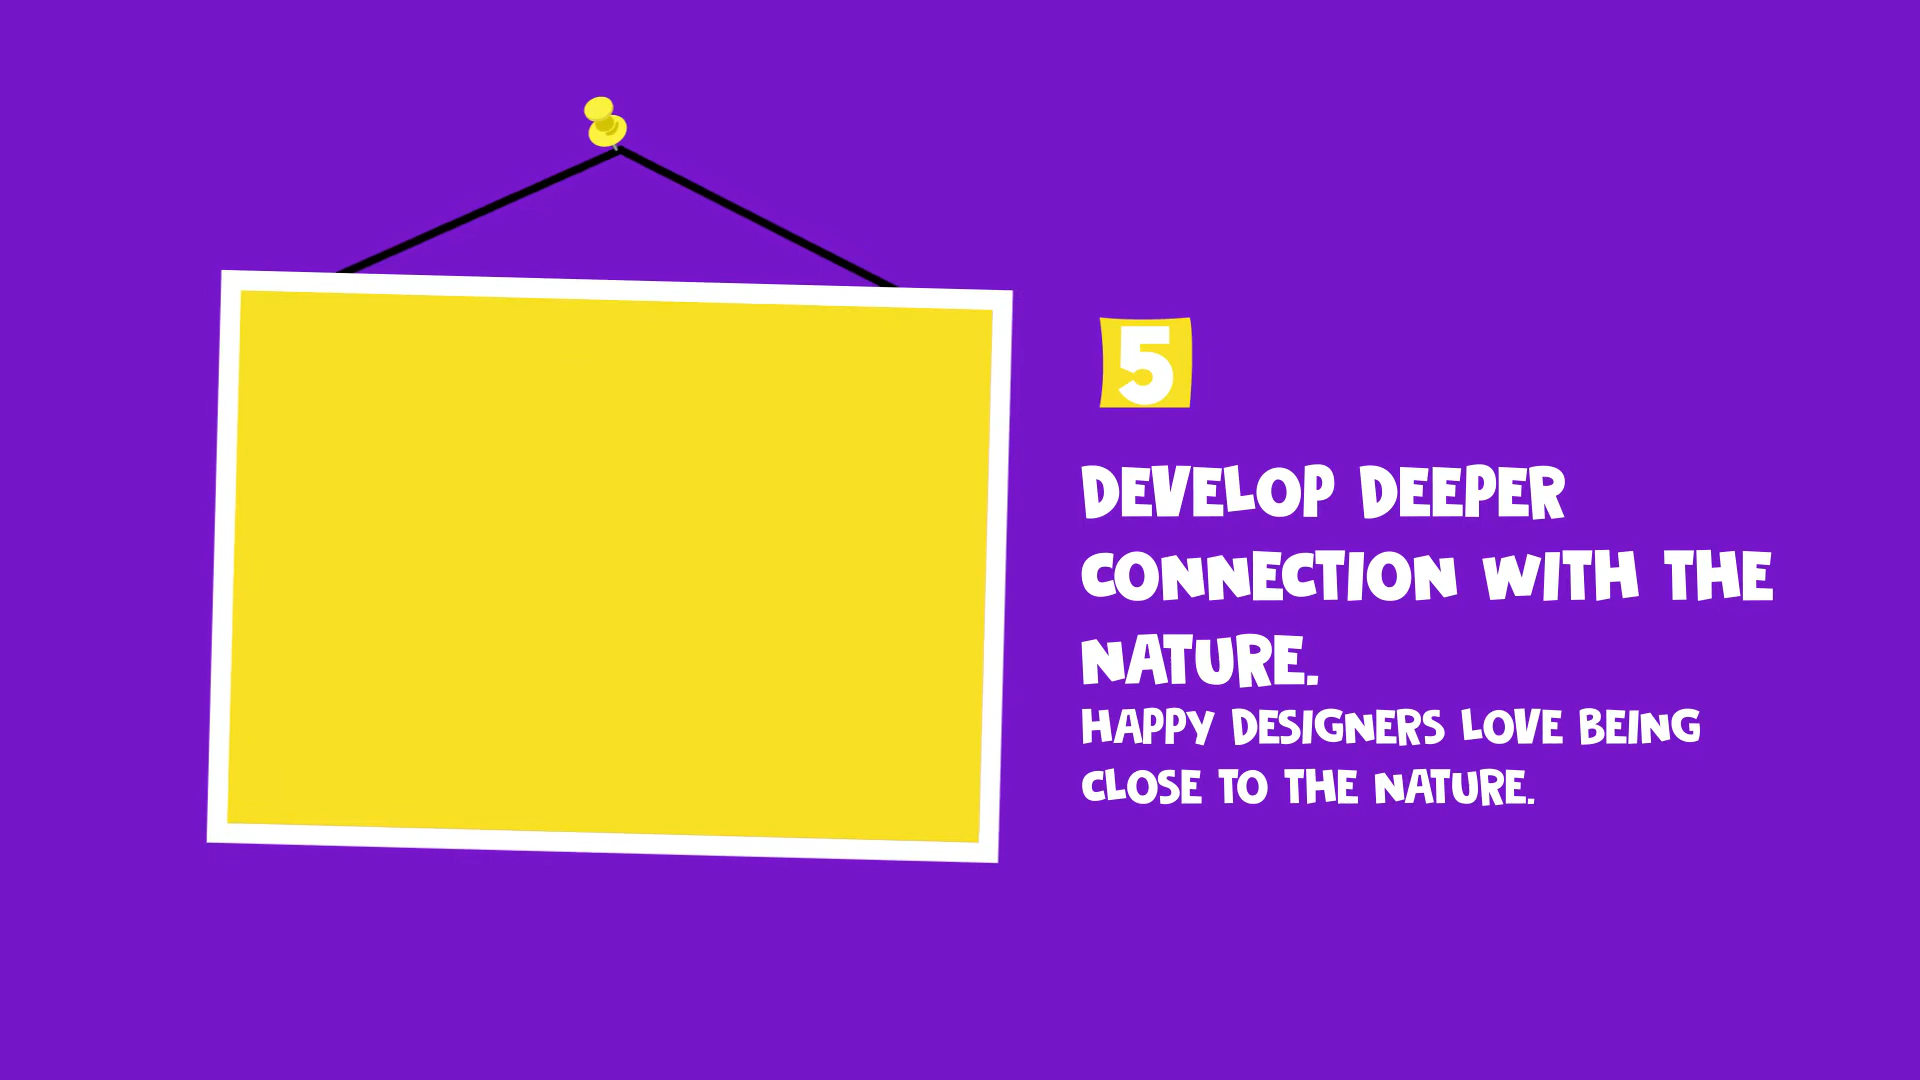 5
DEVELOP DEEPER
CONNECTION WITH THE
NATURE.
HAPPY DESIGNERS LOVE BEING
CLOSE TO THE NATURE.